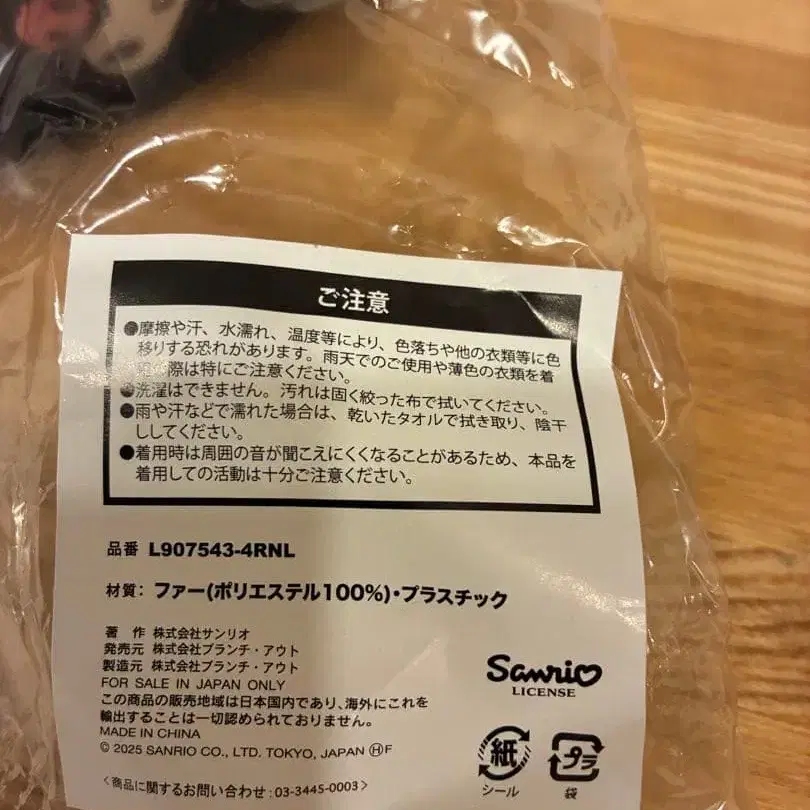 ご注意
●摩擦や汗、水濡れ、温度等により、色落ちや他の衣類等に色
移りする恐れがあります。雨天でのご使用や薄色の衣類を着
際は特にご注意ください。
●洗濯はできません。汚れは固く絞った布で拭いてください。
●雨や汗などで濡れた場合は、乾いたタオルで拭き取り、陰干
ししてください。
●着用時は周囲の音が聞こえにくくなることがあるため、本品を
着用しての活動は十分ご注意ください。
品番 L907543-4RNL
材質: ファー(ポリエステル100%)・プラスチック
著 作 株式会社サンリオ
発売元 株式会社ブランチ・アウト
製造元 株式会社ブランチ・アウト
FOR SALE IN JAPAN ONLY
この商品の販売地域は日本国内であり、海外にこれを
輸出することは一切認められておりません。
MADE IN CHINA
© 2025 SANRIO CO., LTD. TOKYO, JAPAN Ⓗ F
〈商品に関するお問い合わせ:03-3445-0003〉
Sanrio
LICENSE
紙
シール
プラ
袋